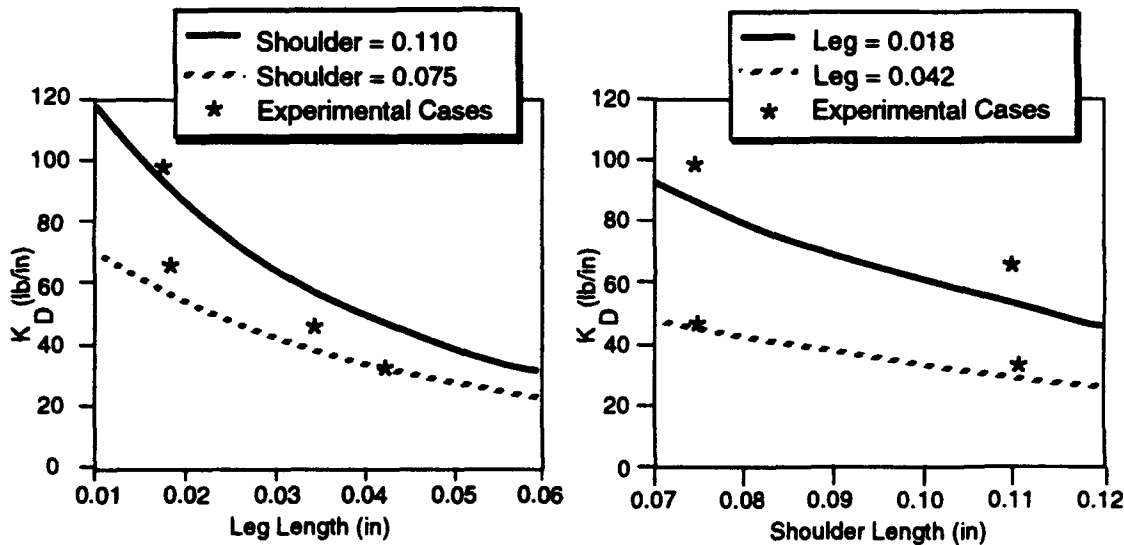 Shoulder = 0.110
Shoulder = 0.075
Experimental Cases
120
100
80
60
40
20
0
K D (lb/in)
0.01 0.02 0.03 0.04 0.05 0.06
Leg Length (in)
Leg = 0.018
Leg = 0.042
Experimental Cases
120
100
80
60
40
20
0
K D (lb/in)
0.07 0.08 0.09 0.10 0.11 0.12
Shoulder Length (in)